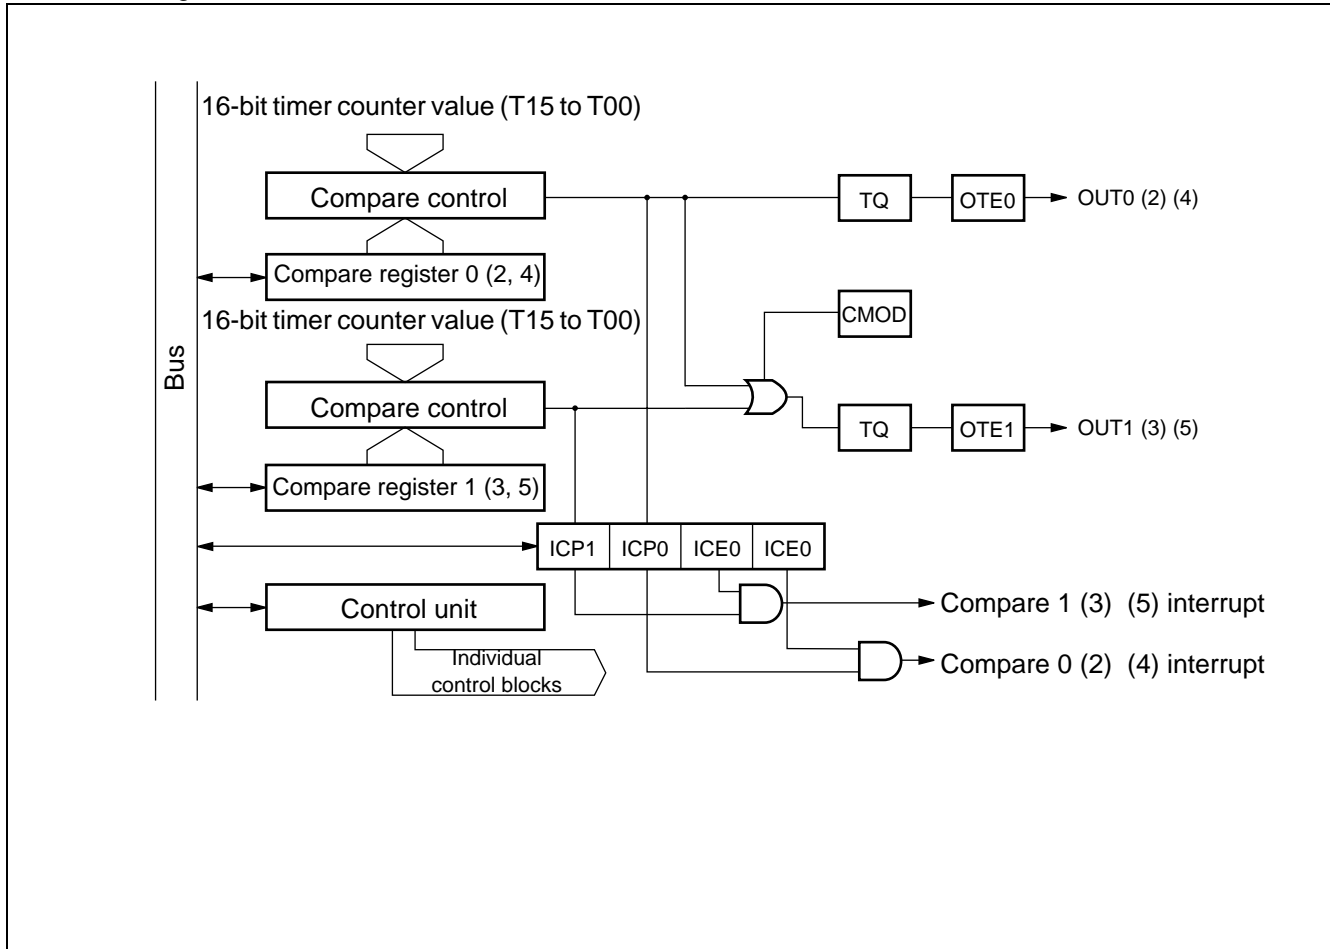 16-bit timer counter value (T15 to T00)
Compare control
TQ
OTE0
OUT0 (2) (4)
Compare register 0 (2, 4)
CMOD
16-bit timer counter value (T15 to T00)
Bus
Compare control
TQ
OTE1
OUT1 (3) (5)
Compare register 1 (3, 5)
ICP1
ICP0
ICE0
ICE0
Control unit
Compare 1 (3) (5) interrupt
Individual
control blocks
Compare 0 (2) (4) interrupt